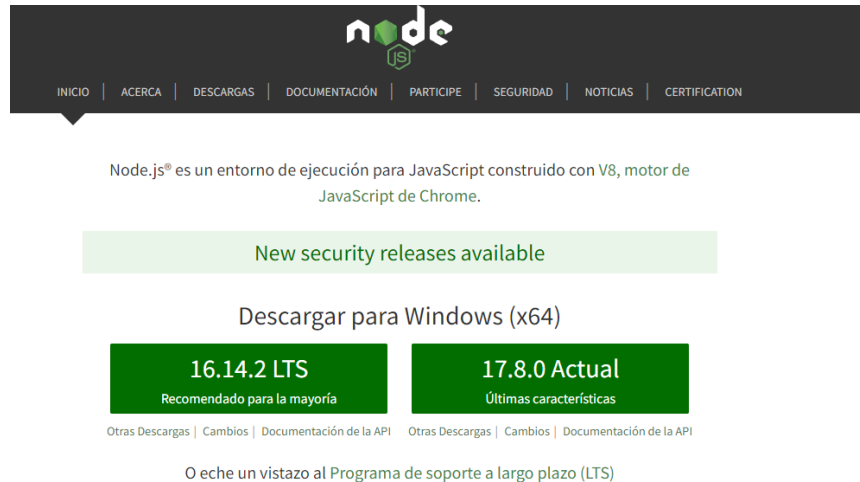 node
JS
INICIO | ACERCA | DESCARGAS | DOCUMENTACIÓN | PARTICIPE | SEGURIDAD | NOTICIAS | CERTIFICATION
Node.js® es un entorno de ejecución para JavaScript construido con V8, motor de
JavaScript de Chrome.
New security releases available
Descargar para Windows (x64)
16.14.2 LTS
Recomendado para la mayoría
17.8.0 Actual
Últimas características
Otras Descargas | Cambios | Documentación de la API
Otras Descargas | Cambios | Documentación de la API
O eche un vistazo al Programa de soporte a largo plazo (LTS)